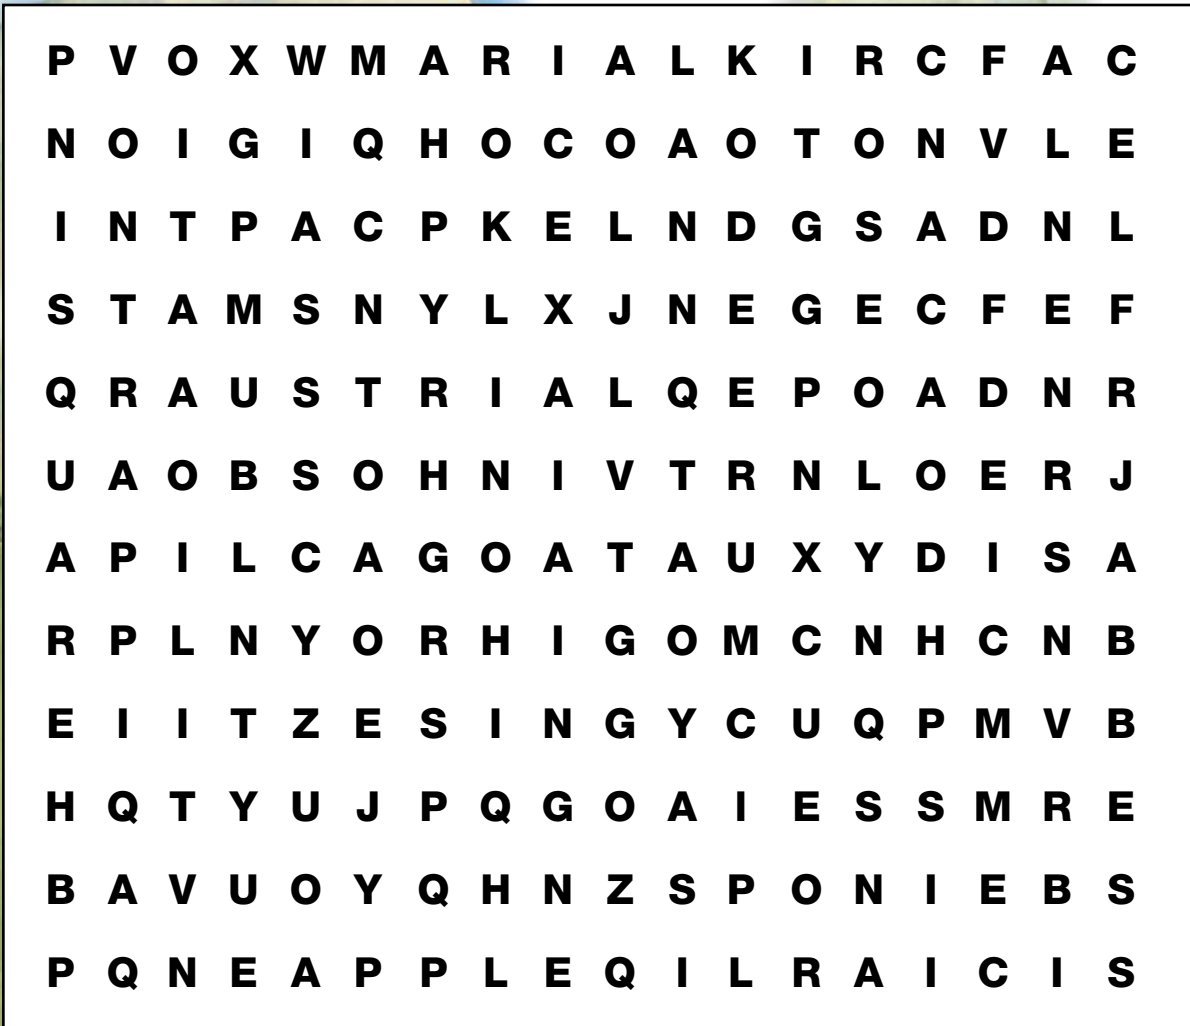 P V O X W M A R I A L K I R C F A C
N O I G I Q H O C O A O T O N V L E
I N T P A C P K E L N D G S A D N L
S T A M S N Y L X J N E G E C F E F
Q R A U S T R I A L Q E P O A D N R
U A O B S O H N I V T R N L O E R J
A P I L C A G O A T A U X Y D I S A
R P L N Y O R H I G O M C N H C N B
E I I T Z E S I N G Y C U Q P M V B
H Q T Y U J P Q G O A I E S S M R E
B A V U O Y Q H N Z S P O N I E B S
P Q N E A P P L E Q I L R A I C I S